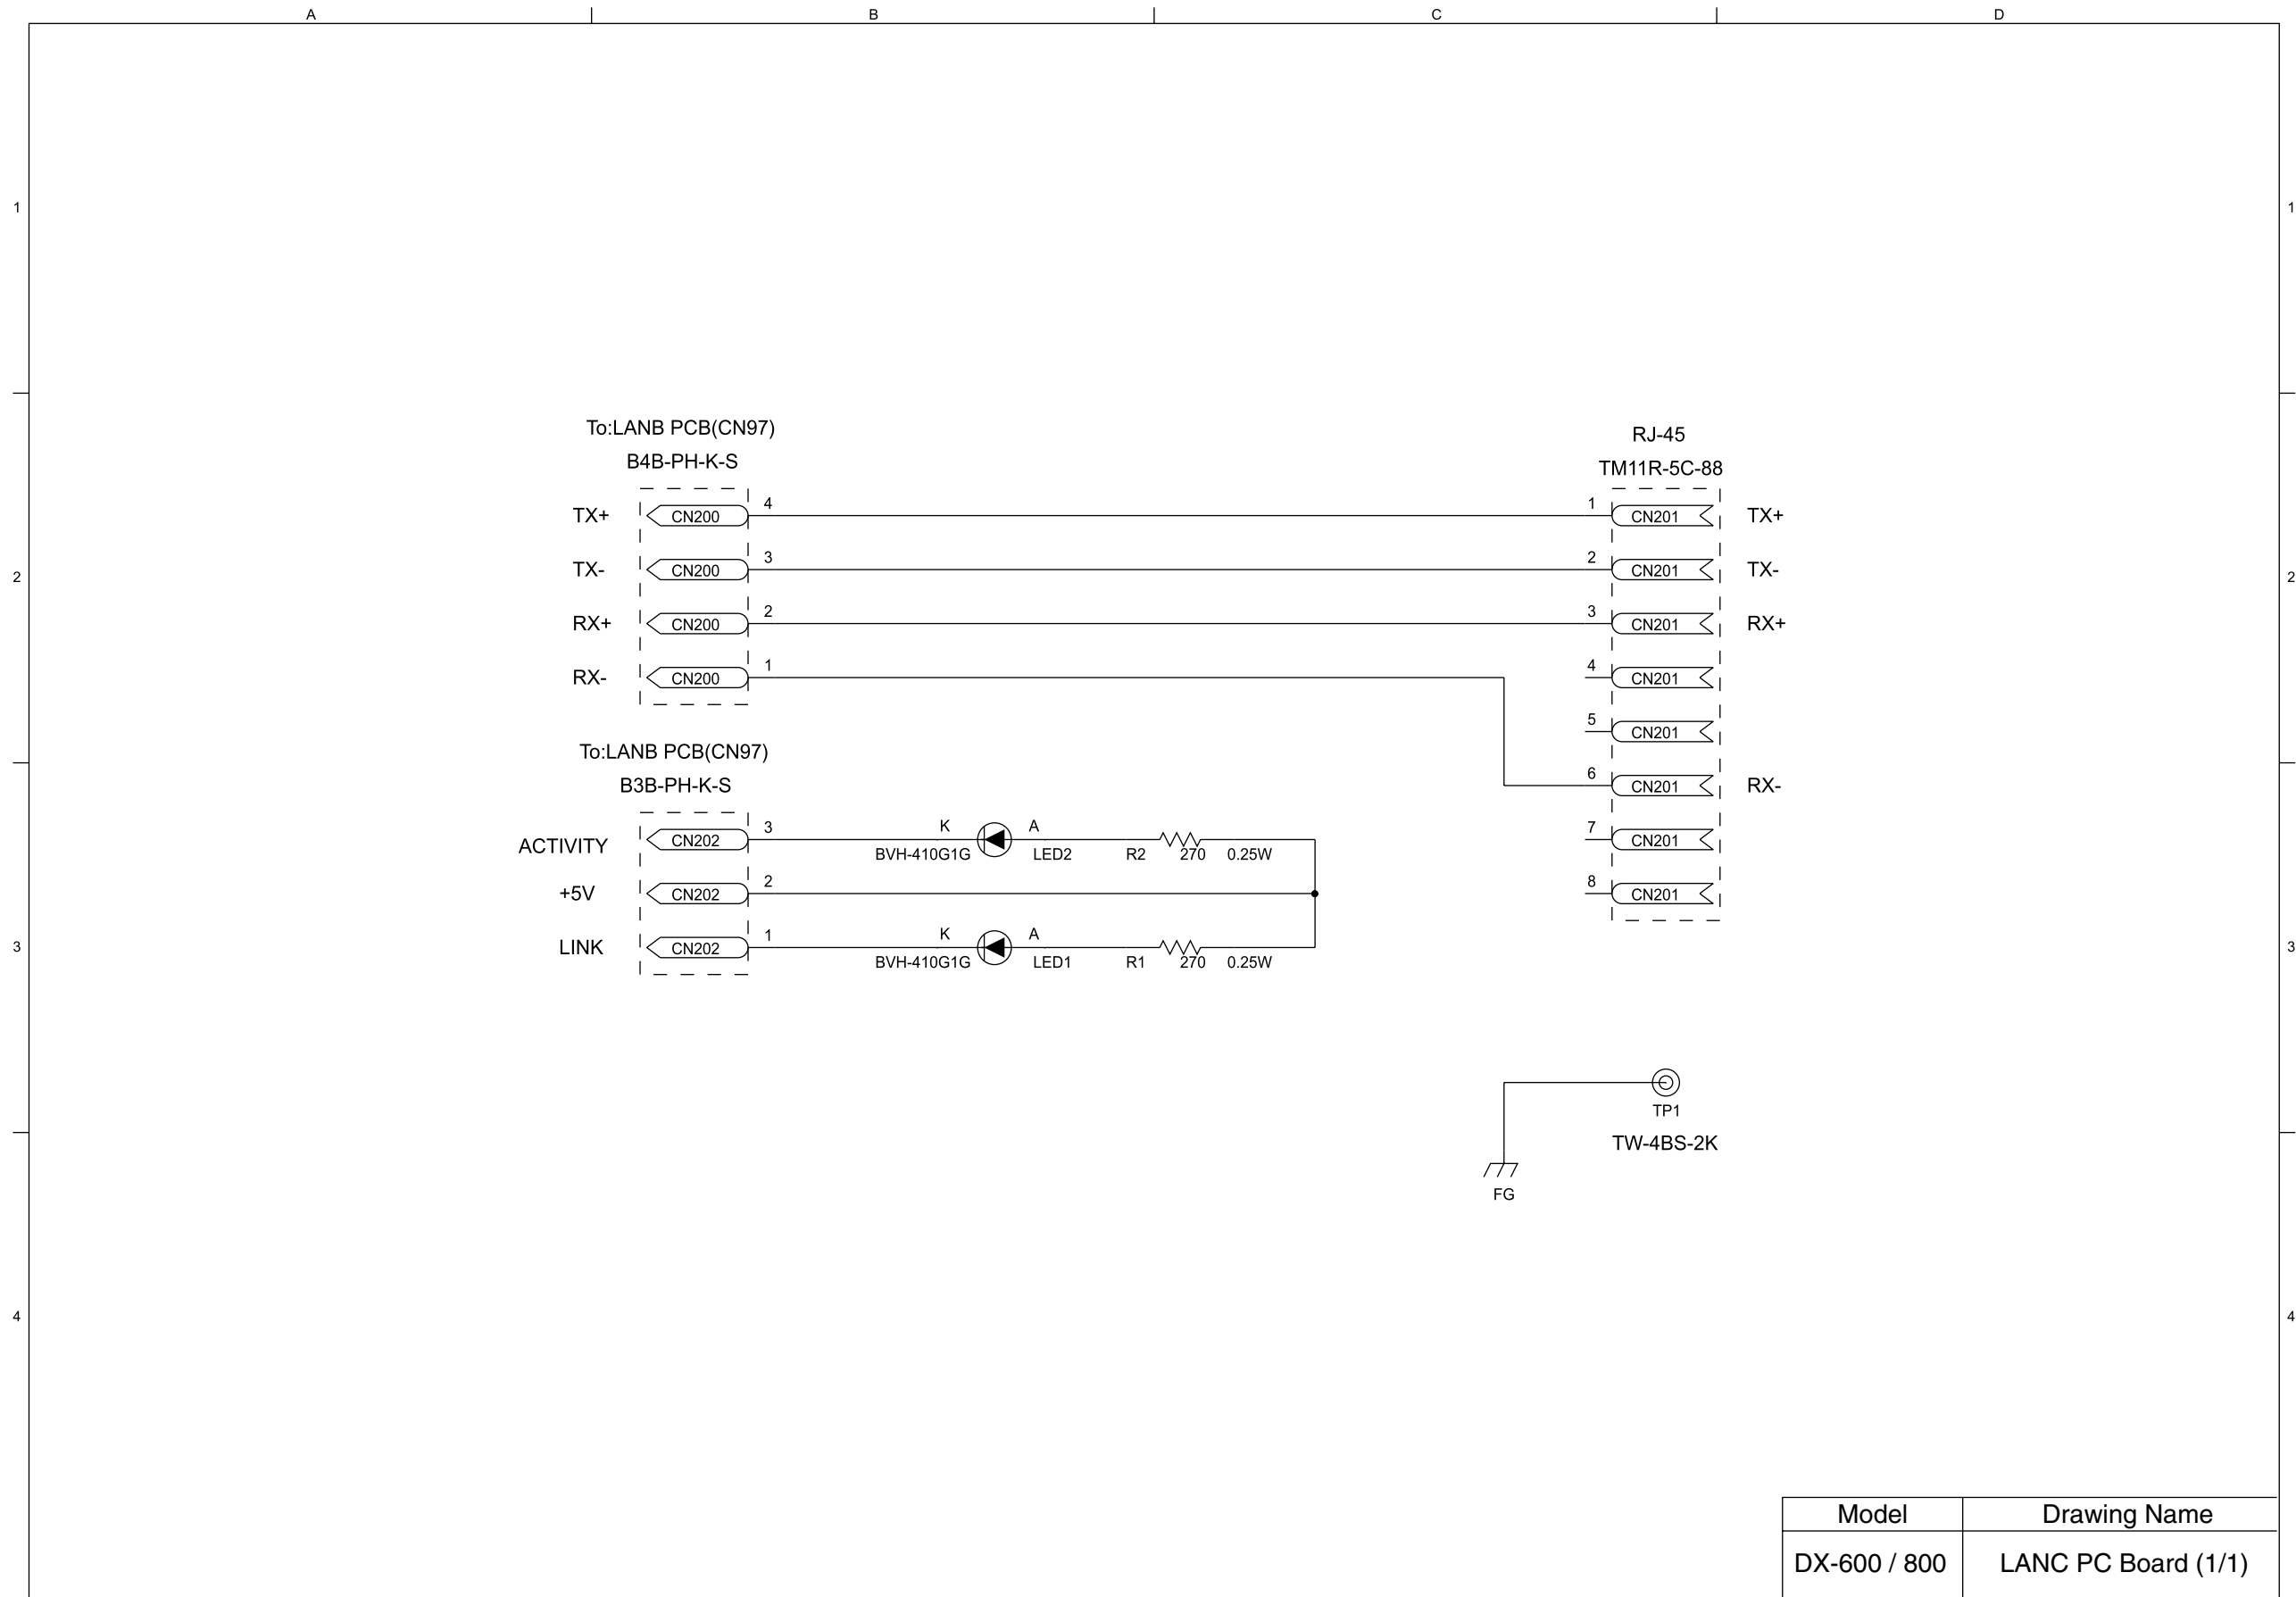 A B C D
1 1
To:LANB PCB(CN97)
B4B-PH-K-S
RJ-45
TM11R-5C-88
TX+ CN200 4 1 CN201 TX+
2 TX- CN200 3 2 CN201 TX- 2
RX+ CN200 2 3 CN201 RX+
RX- CN200 1 4 CN201
5 CN201
To:LANB PCB(CN97)
B3B-PH-K-S
6 CN201 RX-
ACTIVITY CN202 3 K A 7 CN201
BVH-410G1G LED2 R2 270 0.25W
+5V CN202 2 8 CN201
3 LINK CN202 1 K A 3
BVH-410G1G LED1 R1 270 0.25W
TP1
TW-4BS-2K
FG
4 4
Model Drawing Name
DX-600 / 800 LANC PC Board (1/1)